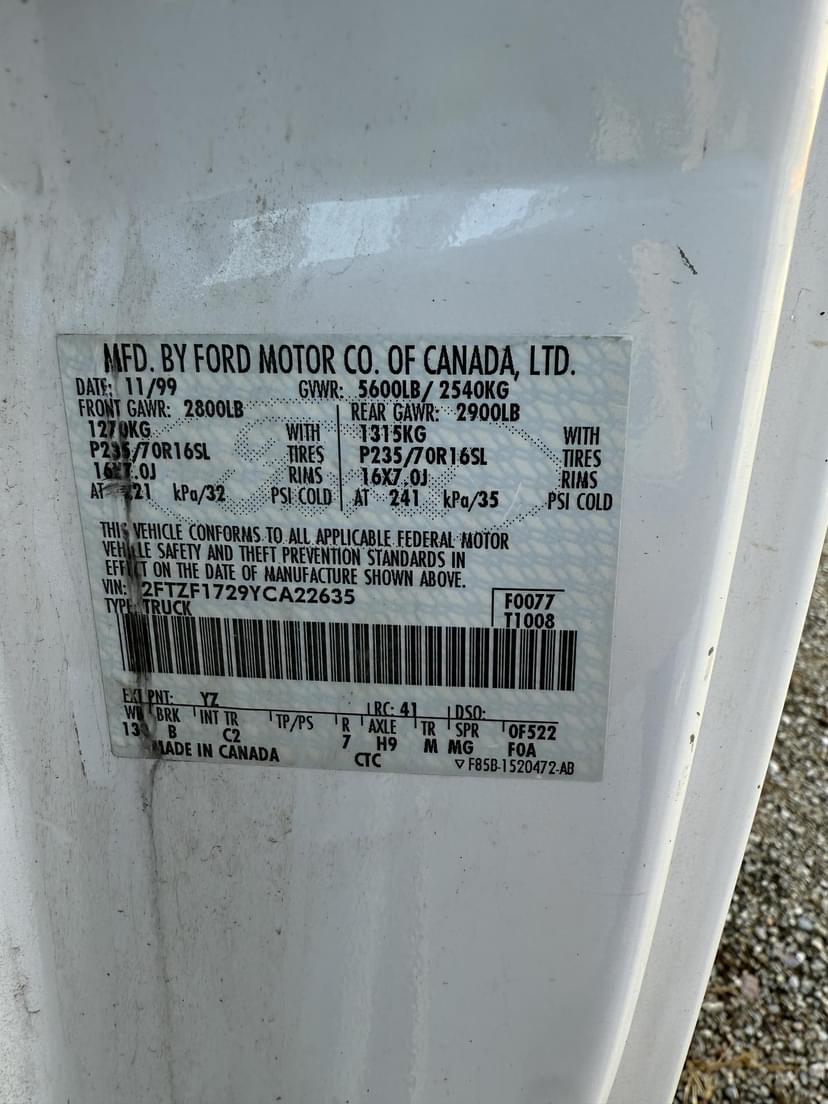 MFD. BY FORD MOTOR CO. OF CANADA, LTD.
DATE: 11/99 GVWR: 5600LB/ 2540KG
FRONT GAWR: 2800LB REAR GAWR: 2900LB
1270KG WITH 1315KG WITH
P235/70R16SL TIRES P235/70R16SL TIRES
16X7.0J RIMS 16X7.0J RIMS
AT 221 kPa/32 PSI COLD AT 241 kPa/35 PSI COLD
THIS VEHICLE CONFORMS TO ALL APPLICABLE FEDERAL MOTOR
VEHICLE SAFETY AND THEFT PREVENTION STANDARDS IN
EFFECT ON THE DATE OF MANUFACTURE SHOWN ABOVE.
VIN: 2FTZF1729YCA22635 F0077
TYPE: TRUCK T1008
EXT PNT: YZ RC: 41 DSO:
WB BRK INT TR TP/PS R AXLE TR SPR 0F522
B C2 7 H9 M MG F0A
MADE IN CANADA CTC ▽ F85B-1520472-AB